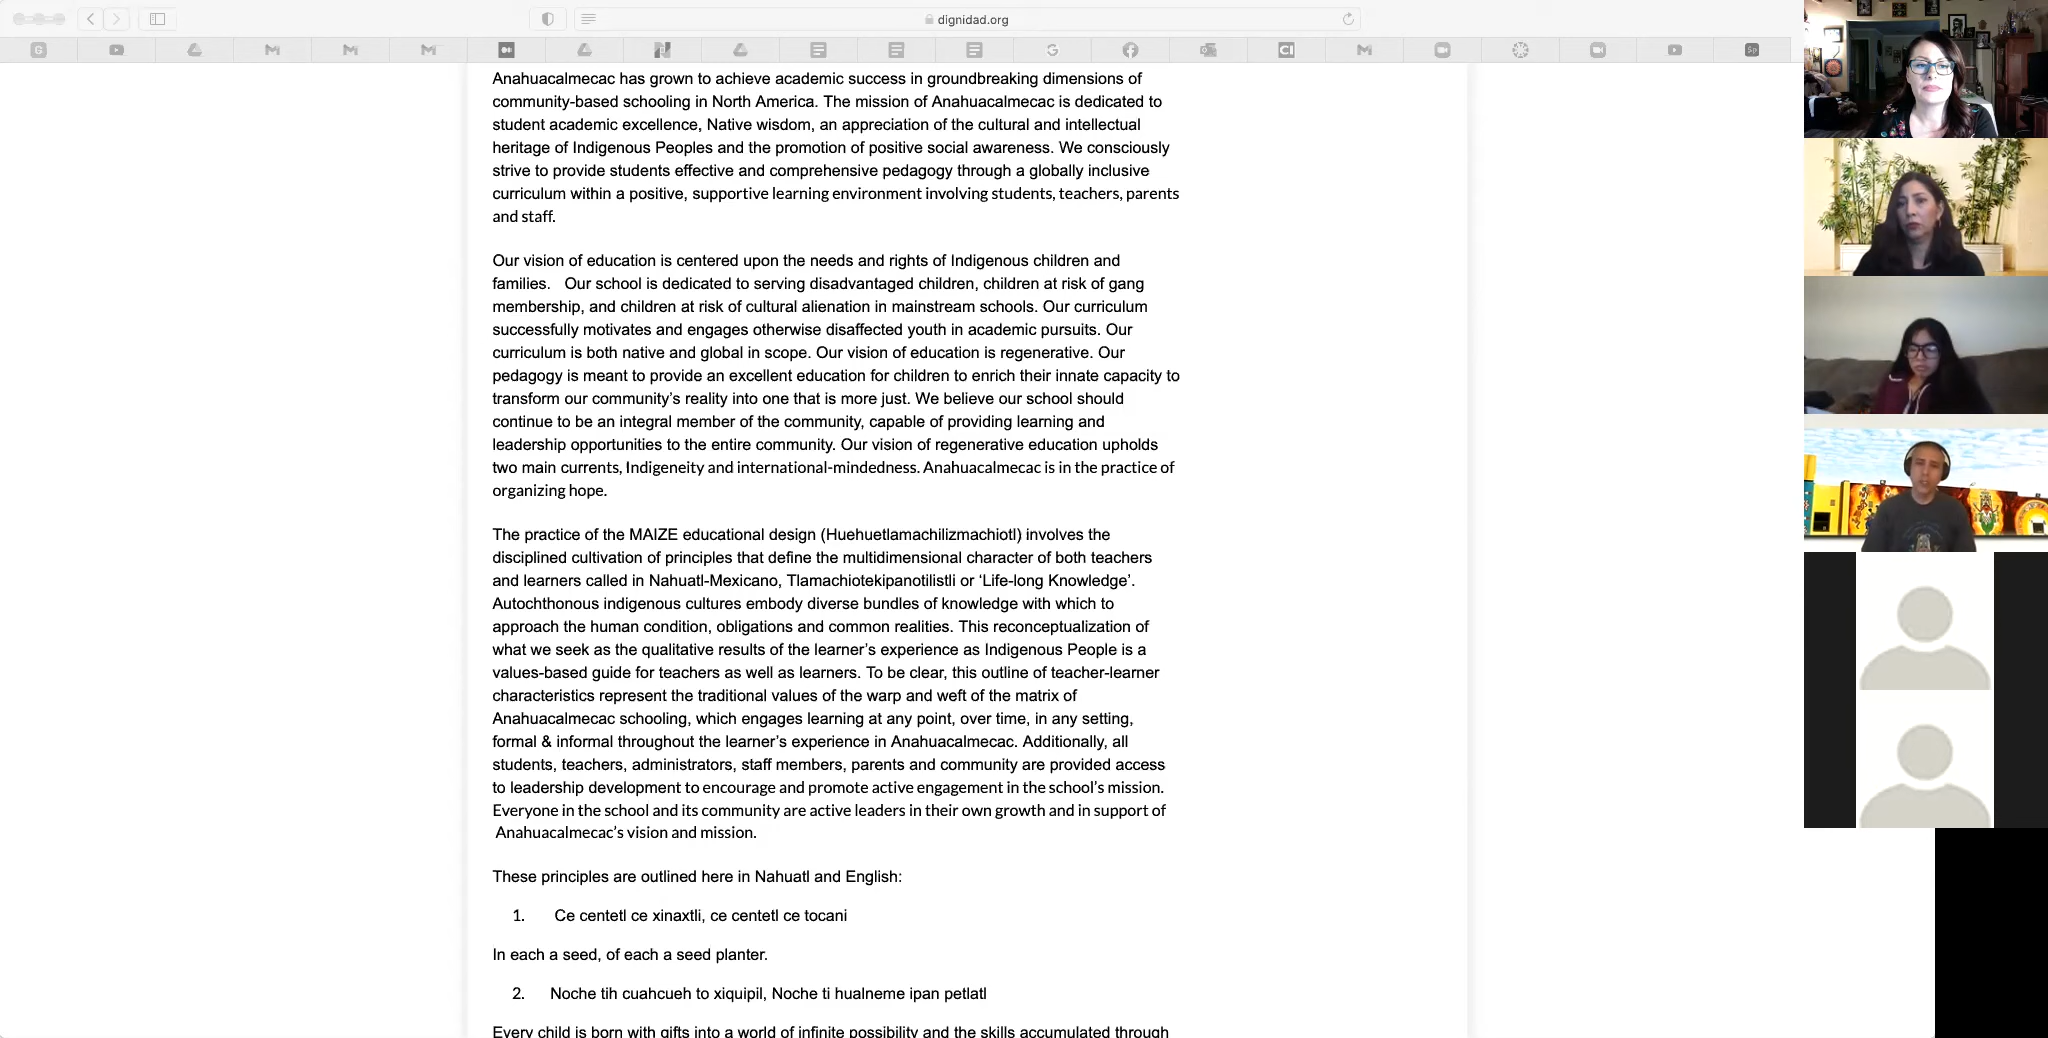 dignidad.org
Anahuacalmecac has grown to achieve academic success in groundbreaking dimensions of
community-based schooling in North America. The mission of Anahuacalmecac is dedicated to
student academic excellence, Native wisdom, an appreciation of the cultural and intellectual
heritage of Indigenous Peoples and the promotion of positive social awareness. We consciously
strive to provide students effective and comprehensive pedagogy through a globally inclusive
curriculum within a positive, supportive learning environment involving students, teachers, parents
and staff.
Our vision of education is centered upon the needs and rights of Indigenous children and
families. Our school is dedicated to serving disadvantaged children, children at risk of gang
membership, and children at risk of cultural alienation in mainstream schools. Our curriculum
successfully motivates and engages otherwise disaffected youth in academic pursuits. Our
curriculum is both native and global in scope. Our vision of education is regenerative. Our
pedagogy is meant to provide an excellent education for children to enrich their innate capacity to
transform our community's reality into one that is more just. We believe our school should
continue to be an integral member of the community, capable of providing learning and
leadership opportunities to the entire community. Our vision of regenerative education upholds
two main currents, Indigeneity and international-mindedness. Anahuacalmecac is in the practice of
organizing hope.
The practice of the MAIZE educational design (Huehuetlamachilizmachiotl) involves the
disciplined cultivation of principles that define the multidimensional character of both teachers
and learners called in Nahuatl-Mexicano, Tlamachiotekipanotilistli or ‘Life-long Knowledge’.
Autochthonous indigenous cultures embody diverse bundles of knowledge with which to
approach the human condition, obligations and common realities. This reconceptualization of
what we seek as the qualitative results of the learner’s experience as Indigenous People is a
values-based guide for teachers as well as learners. To be clear, this outline of teacher-learner
characteristics represent the traditional values of the warp and weft of the matrix of
Anahuacalmecac schooling, which engages learning at any point, over time, in any setting,
formal & informal throughout the learner’s experience in Anahuacalmecac. Additionally, all
students, teachers, administrators, staff members, parents and community are provided access
to leadership development to encourage and promote active engagement in the school’s mission.
Everyone in the school and its community are active leaders in their own growth and in support of
Anahuacalmecac’s vision and mission.
These principles are outlined here in Nahuatl and English:
1. Ce centetl ce xinaxtli, ce centetl ce tocani
In each a seed, of each a seed planter.
2. Noche tih cuahcueh to xiquipil, Noche ti hualneme ipan petlatl
Every child is born with gifts into a world of infinite possibility and the skills accumulated through